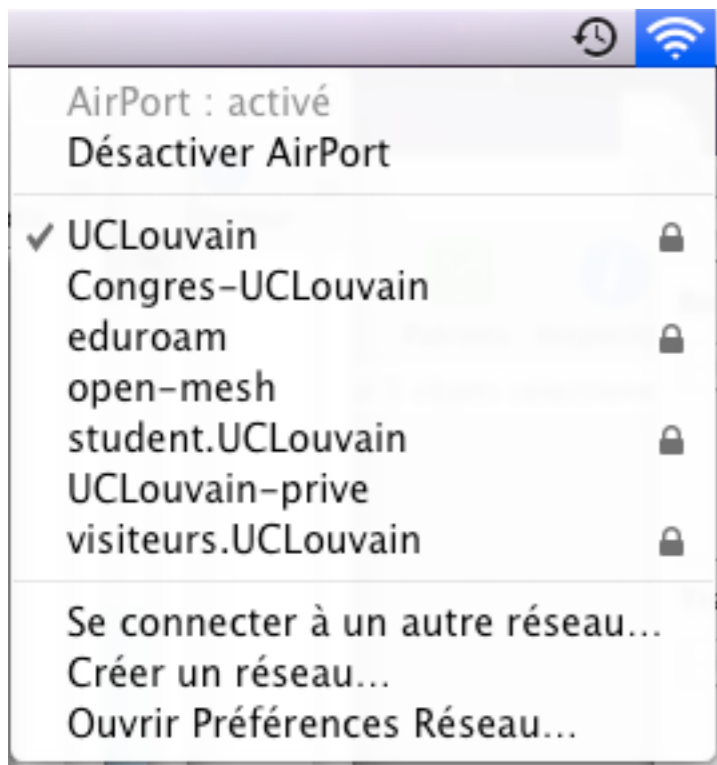 AirPort : activé
Désactiver AirPort
UCLouvain
Congres-UCLouvain
eduroam
open-mesh
student.UCLouvain
UCLouvain-prive
visiteurs.UCLouvain
Se connecter à un autre réseau...
Créer un réseau...
Ouvrir Préférences Réseau...